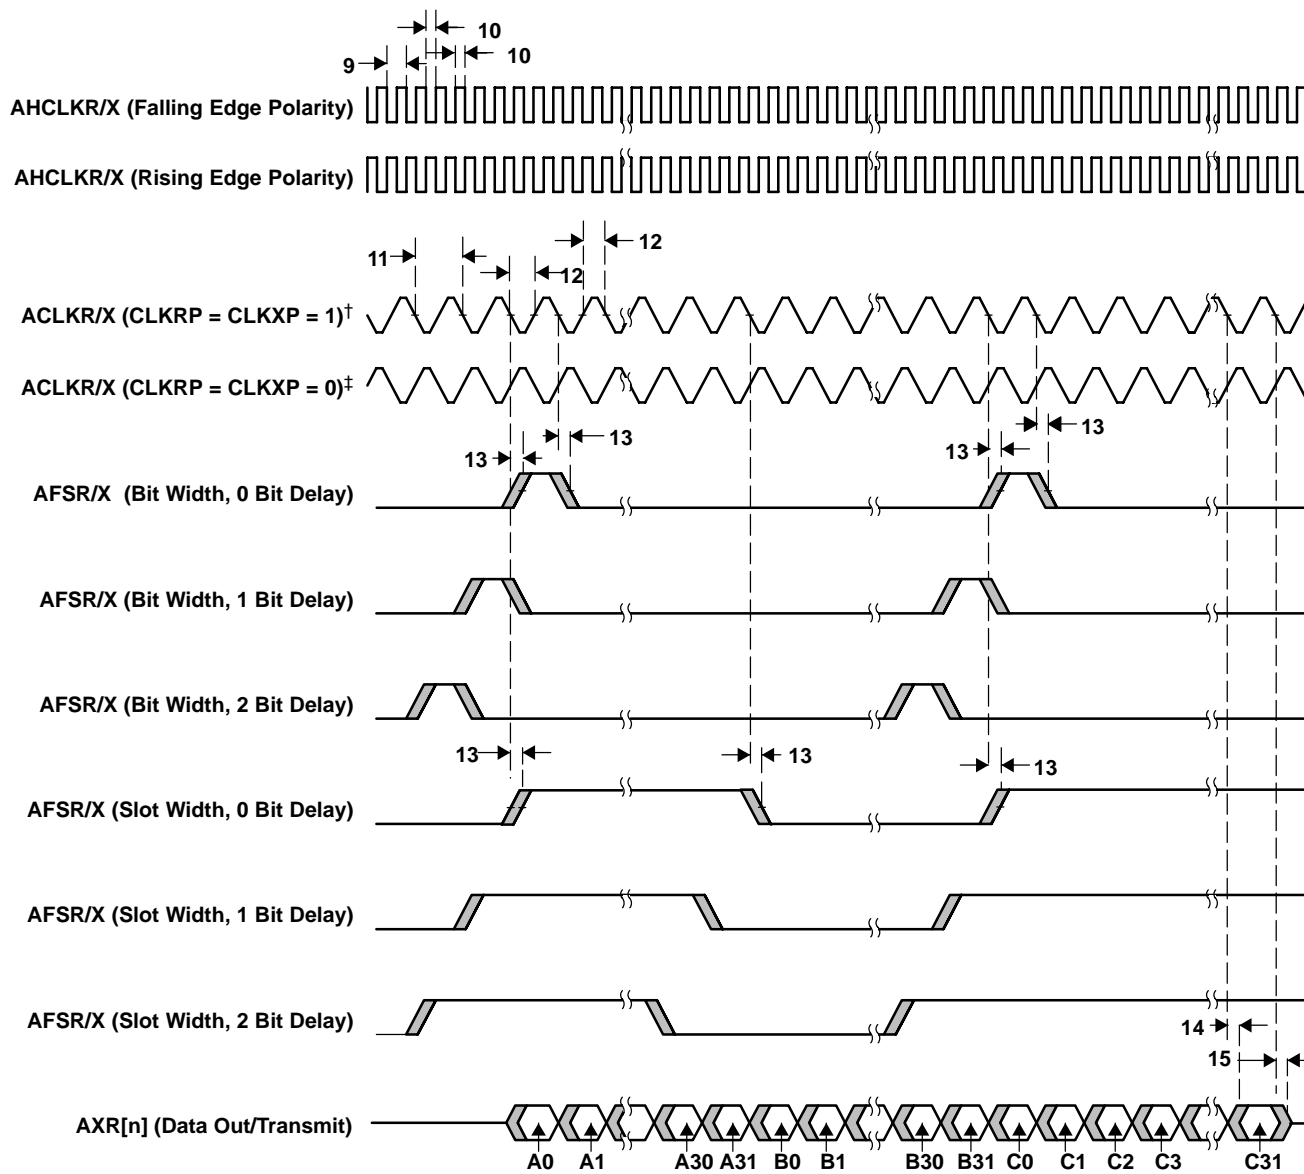 10
10
9
AHCLKR/X (Falling Edge Polarity)
AHCLKR/X (Rising Edge Polarity)
12
11
12
ACLKR/X (CLKRP = CLKXP = 1)†
ACLKR/X (CLKRP = CLKXP = 0)‡
13
13
13
13
AFSR/X (Bit Width, 0 Bit Delay)
AFSR/X (Bit Width, 1 Bit Delay)
AFSR/X (Bit Width, 2 Bit Delay)
13
13
13
AFSR/X (Slot Width, 0 Bit Delay)
AFSR/X (Slot Width, 1 Bit Delay)
AFSR/X (Slot Width, 2 Bit Delay)
14
15
AXR[n] (Data Out/Transmit)
A0 A1 A30 A31 B0 B1 B30 B31 C0 C1 C2 C3 C31